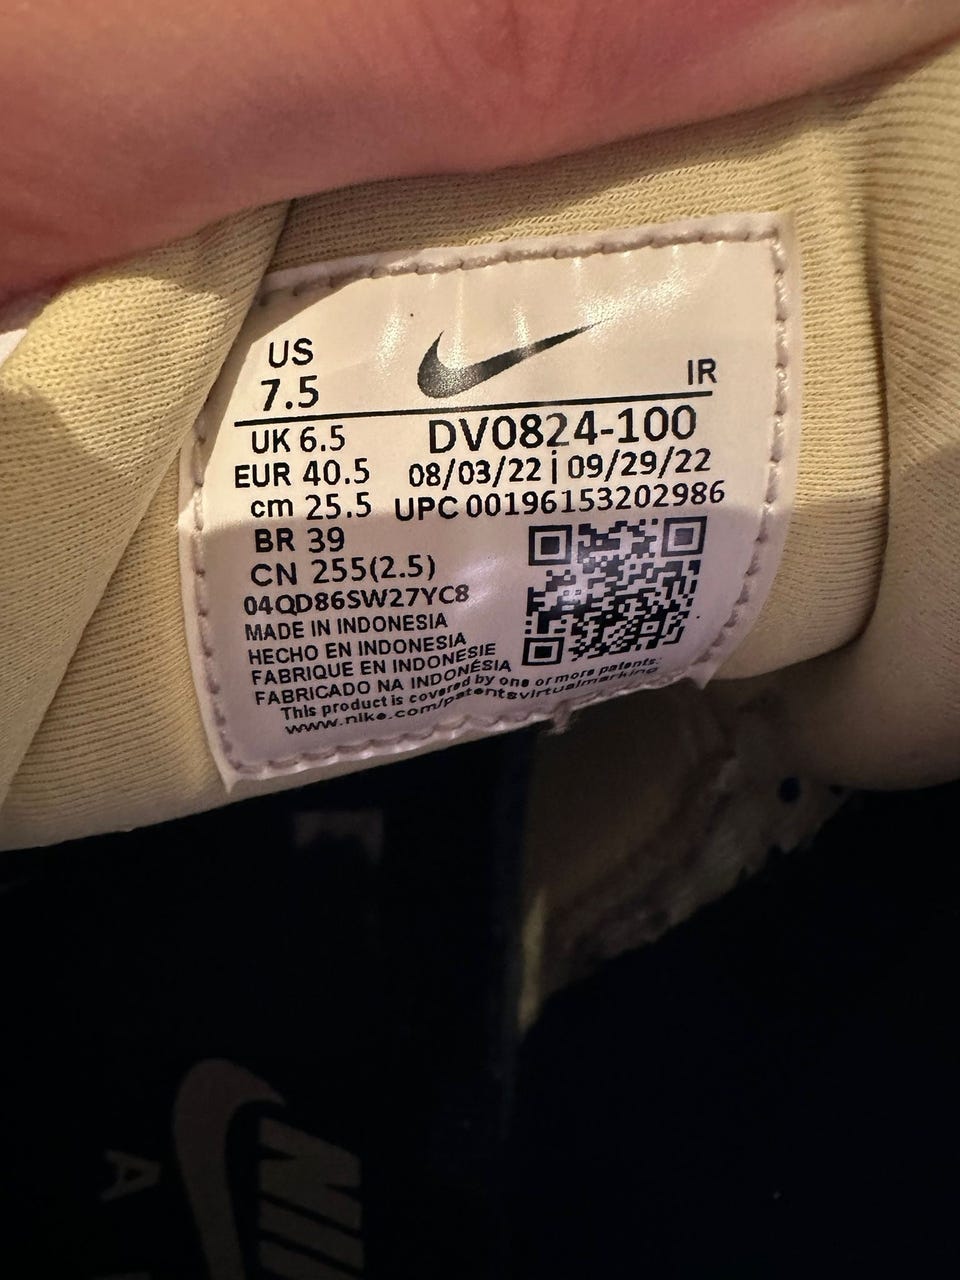 US
7.5
IR
UK 6.5
DV0824-100
EUR 40.5
08/03/22 | 09/29/22
cm 25.5
UPC 00196153202986
BR 39
CN 255(2.5)
04QD86SW27YC8
MADE IN INDONESIA
HECHO EN INDONESIA
FABRIQUE EN INDONESIE
FABRICADO NA INDONÉSIA
This product is covered by one or more patents:
www.nike.com/patentsvirtualmarking